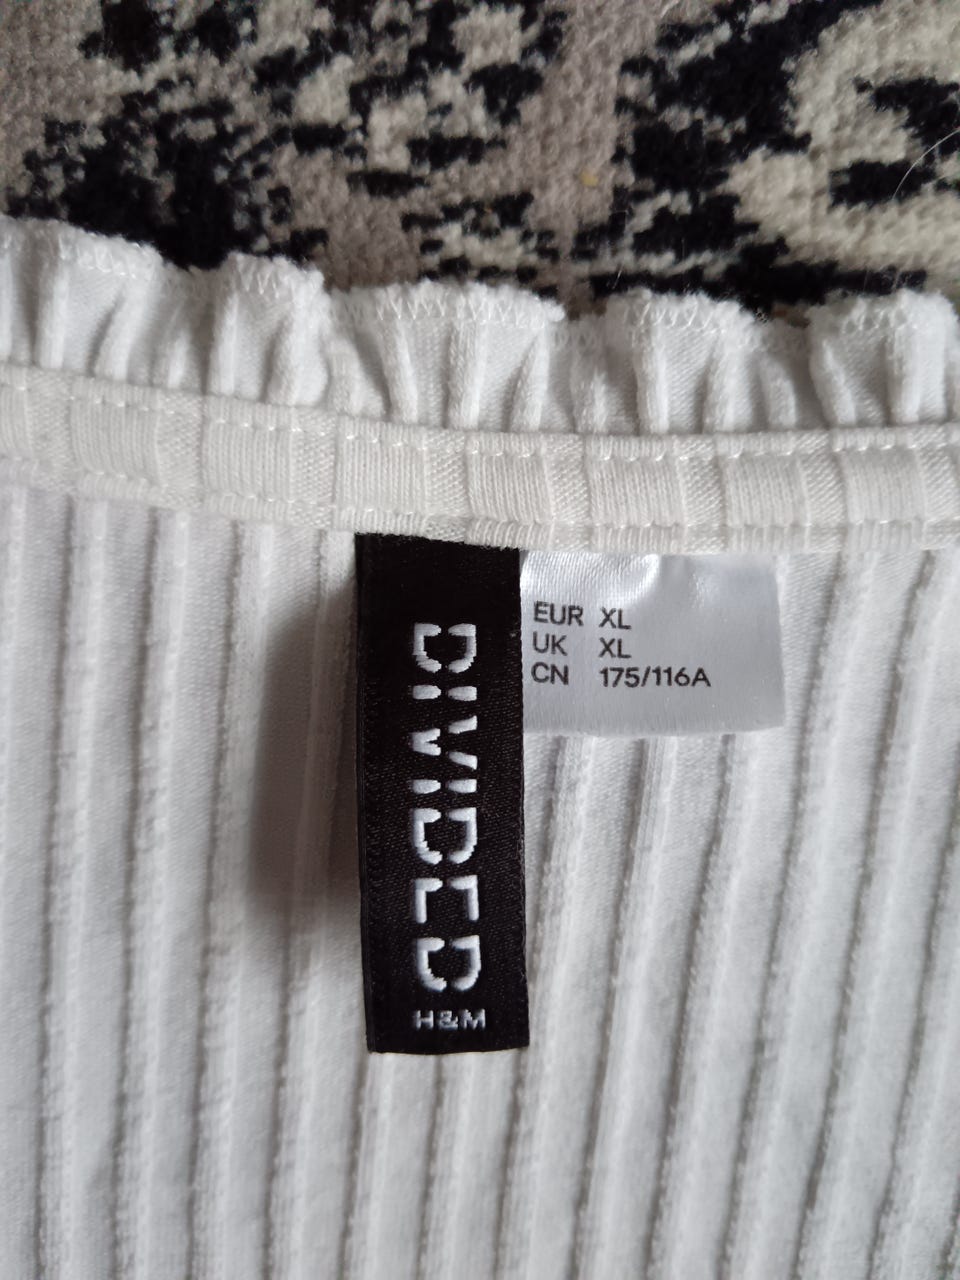 DIVIDED
H&M
EUR XL
UK XL
CN 175/116A